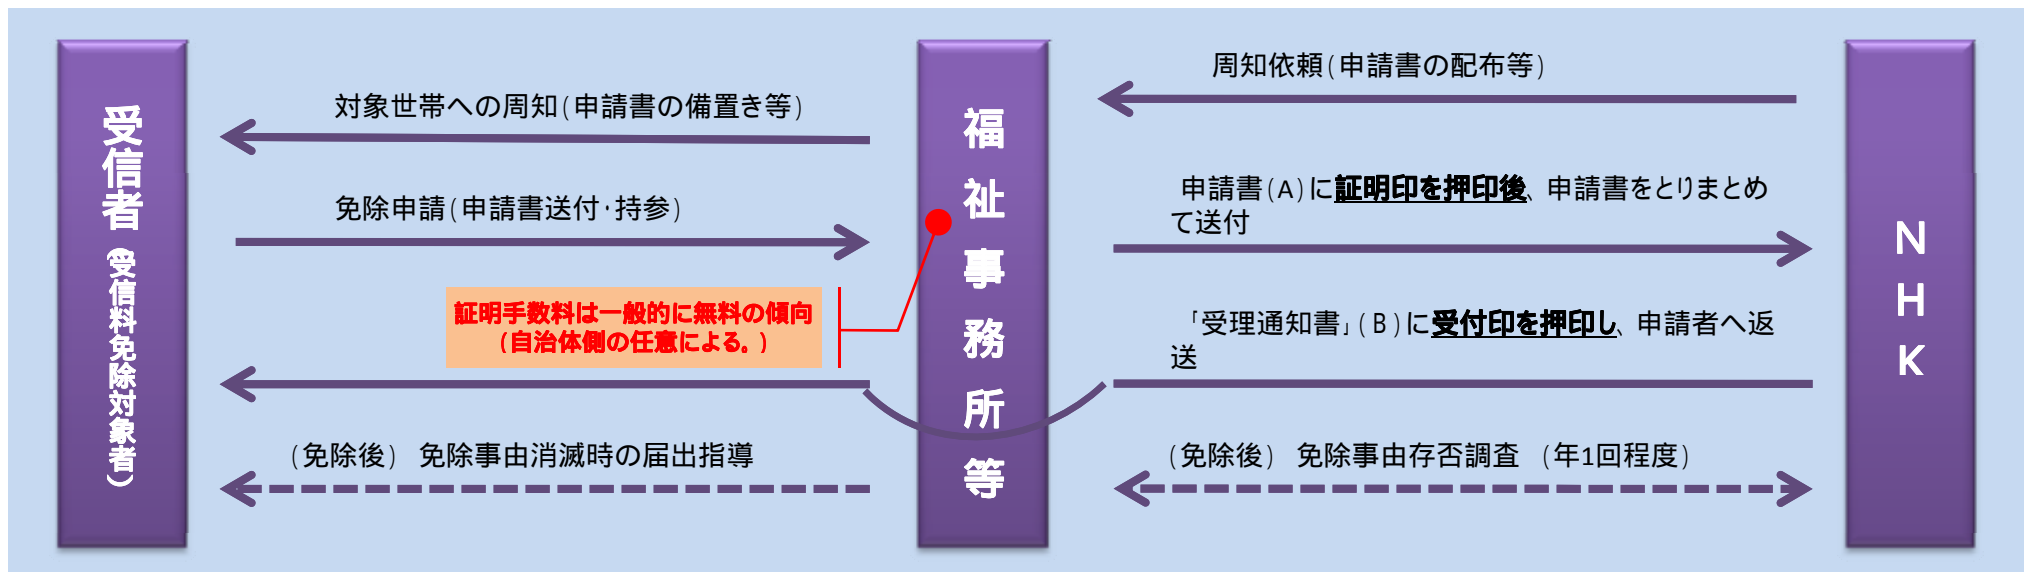 受信者(受信料免除対象者)
対象世帯への周知(申請書の備置き等)
免除申請(申請書送付・持参)
証明手数料は一般的に無料の傾向
(自治体側の任意による。)
(免除後) 免除事由消滅時の届出指導
福祉事務所等
周知依頼(申請書の配布等)
申請書(A)に証明印を押印後、申請書をとりまとめ
て送付
「受理通知書」(B)に受付印を押印し、申請者へ返
送
(免除後) 免除事由存否調査 (年1回程度)
NHK